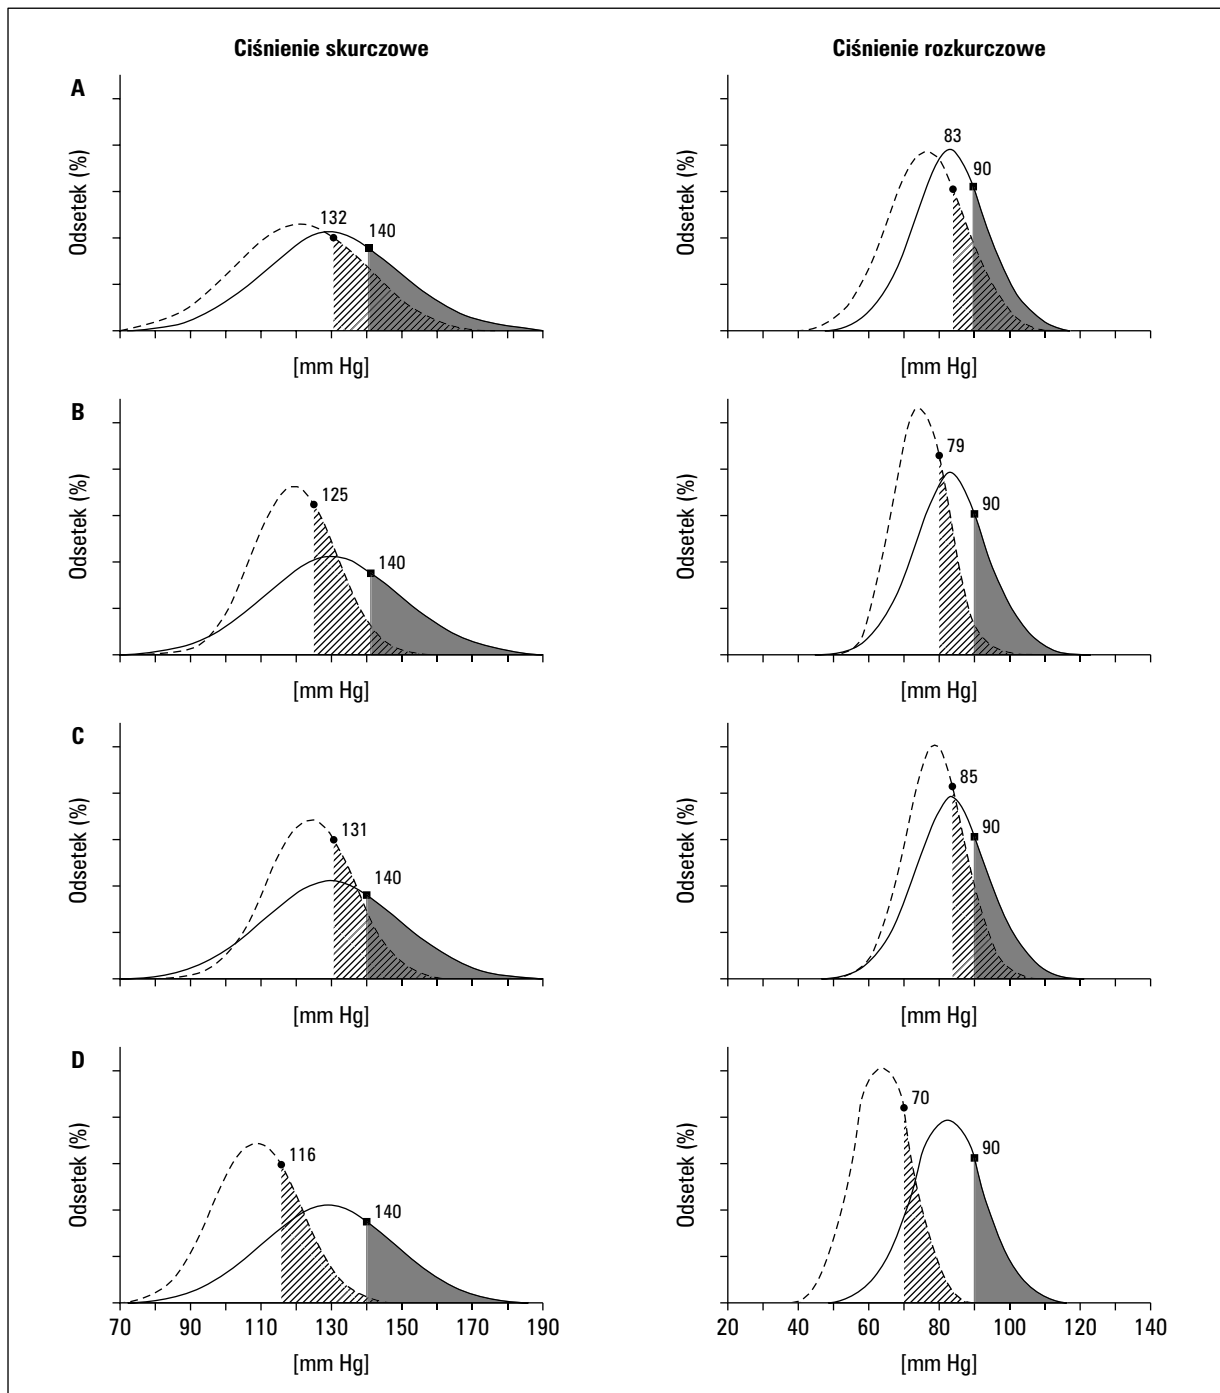 Ciśnienie skurczowe
Ciśnienie rozkurczowe
A
Odsetek (%)
132
140
[mm Hg]
Odsetek (%)
83
90
[mm Hg]
B
Odsetek (%)
125
140
[mm Hg]
Odsetek (%)
79
90
[mm Hg]
C
Odsetek (%)
131
140
[mm Hg]
Odsetek (%)
85
90
[mm Hg]
D
Odsetek (%)
116
140
70 90 110 130 150 170 190
[mm Hg]
Odsetek (%)
70
90
20 40 60 80 100 120 140
[mm Hg]